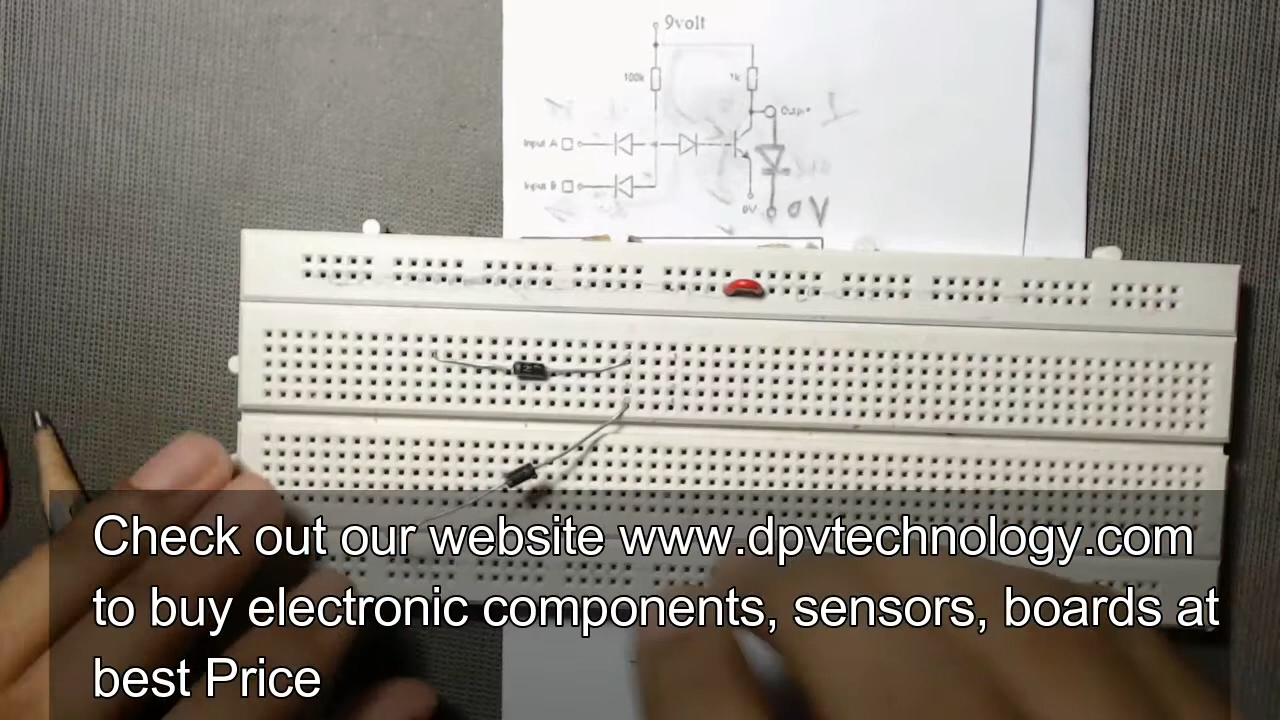 9volt
100k
1k
Output
Input A
Input B
0V
0V
Check out our website www.dpvtechnology.com
to buy electronic components, sensors, boards at
best Price